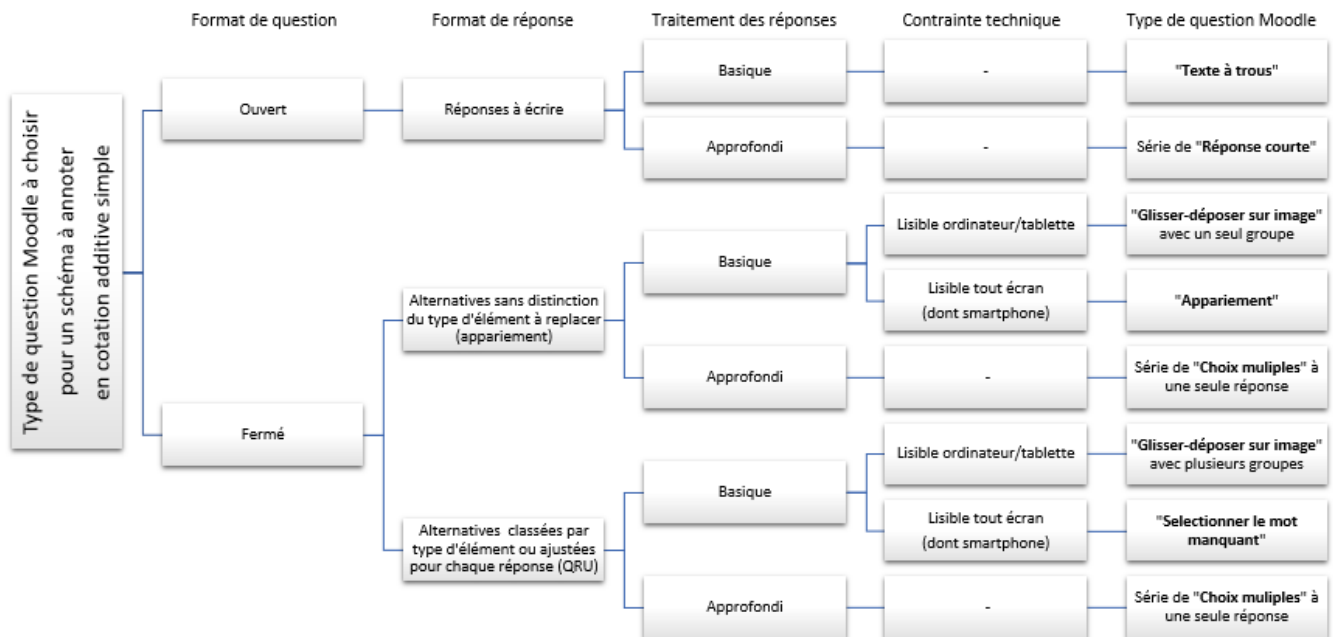 Format de question
Format de réponse
Traitement des réponses
Contrainte technique
Type de question Moodle
Type de question Moodle à choisir
pour un schéma à annoter
en cotation additive simple
Ouvert
Réponses à écrire
Basique
-
"Texte à trous"
Approfondi
-
Série de "Réponse courte"
Fermé
Alternatives sans distinction
du type d'élément à replacer
(appariement)
Basique
Lisible ordinateur/tablette
"Glisser-déposer sur image"
avec un seul groupe
Lisible tout écran
(dont smartphone)
"Appariement"
Approfondi
-
Série de "Choix muliples" à
une seule réponse
Alternatives classées par
type d'élément ou ajustées
pour chaque réponse (QRU)
Basique
Lisible ordinateur/tablette
"Glisser-déposer sur image"
avec plusieurs groupes
Lisible tout écran
(dont smartphone)
"Selectionner le mot
manquant"
Approfondi
-
Série de "Choix muliples" à
une seule réponse